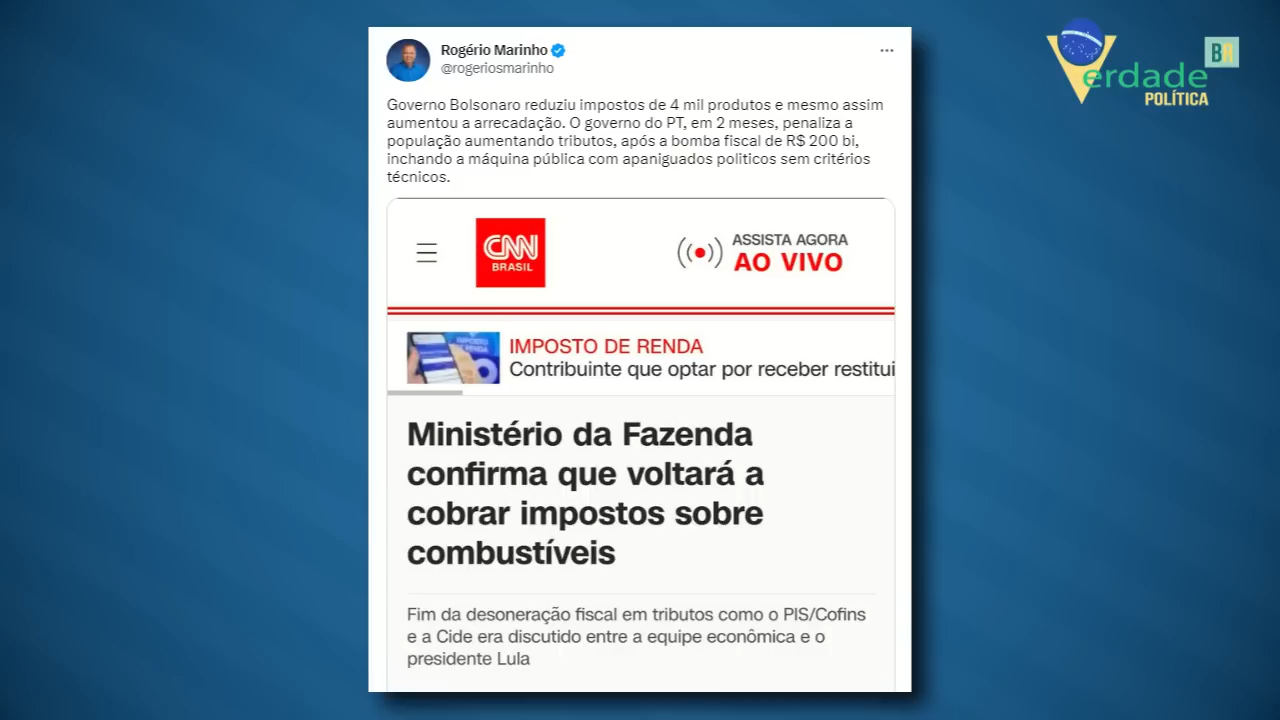 Rogério Marinho
@rogeriosmarinho
Verdade
POLÍTICA
Governo Bolsonaro reduziu impostos de 4 mil produtos e mesmo assim
aumentou a arrecadação. O governo do PT, em 2 meses, penaliza a
população aumentando tributos, após a bomba fiscal de R$ 200 bi,
inchando a máquina pública com apaniguados politicos sem critérios
técnicos.
CNN
BRASIL
ASSISTA AGORA
AO VIVO
IMPOSTO DE RENDA
Contribuinte que optar por receber restitui
Ministério da Fazenda
confirma que voltará a
cobrar impostos sobre
combustíveis
Fim da desoneração fiscal em tributos como o PIS/Cofins
e a Cide era discutido entre a equipe econômica e o
presidente Lula